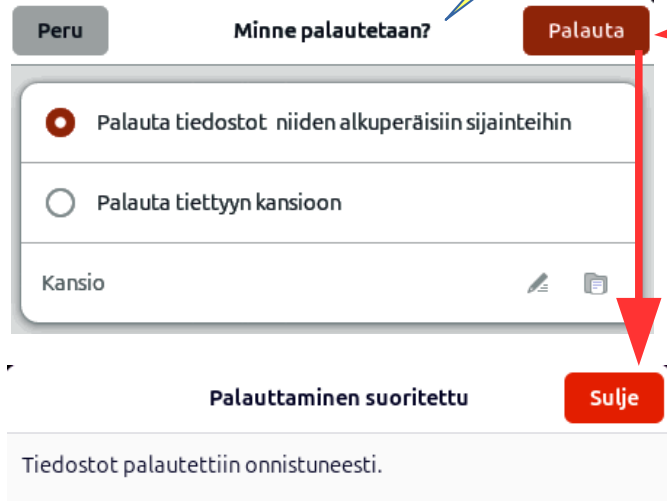 Peru Minne palautetaan? Palauta
Palauta tiedostot niiden alkuperäisiin sijainteihin
Palauta tiettyyn kansioon
Kansio
Palauttaminen suoritettu Sulje
Tiedostot palautettiin onnistuneesti.